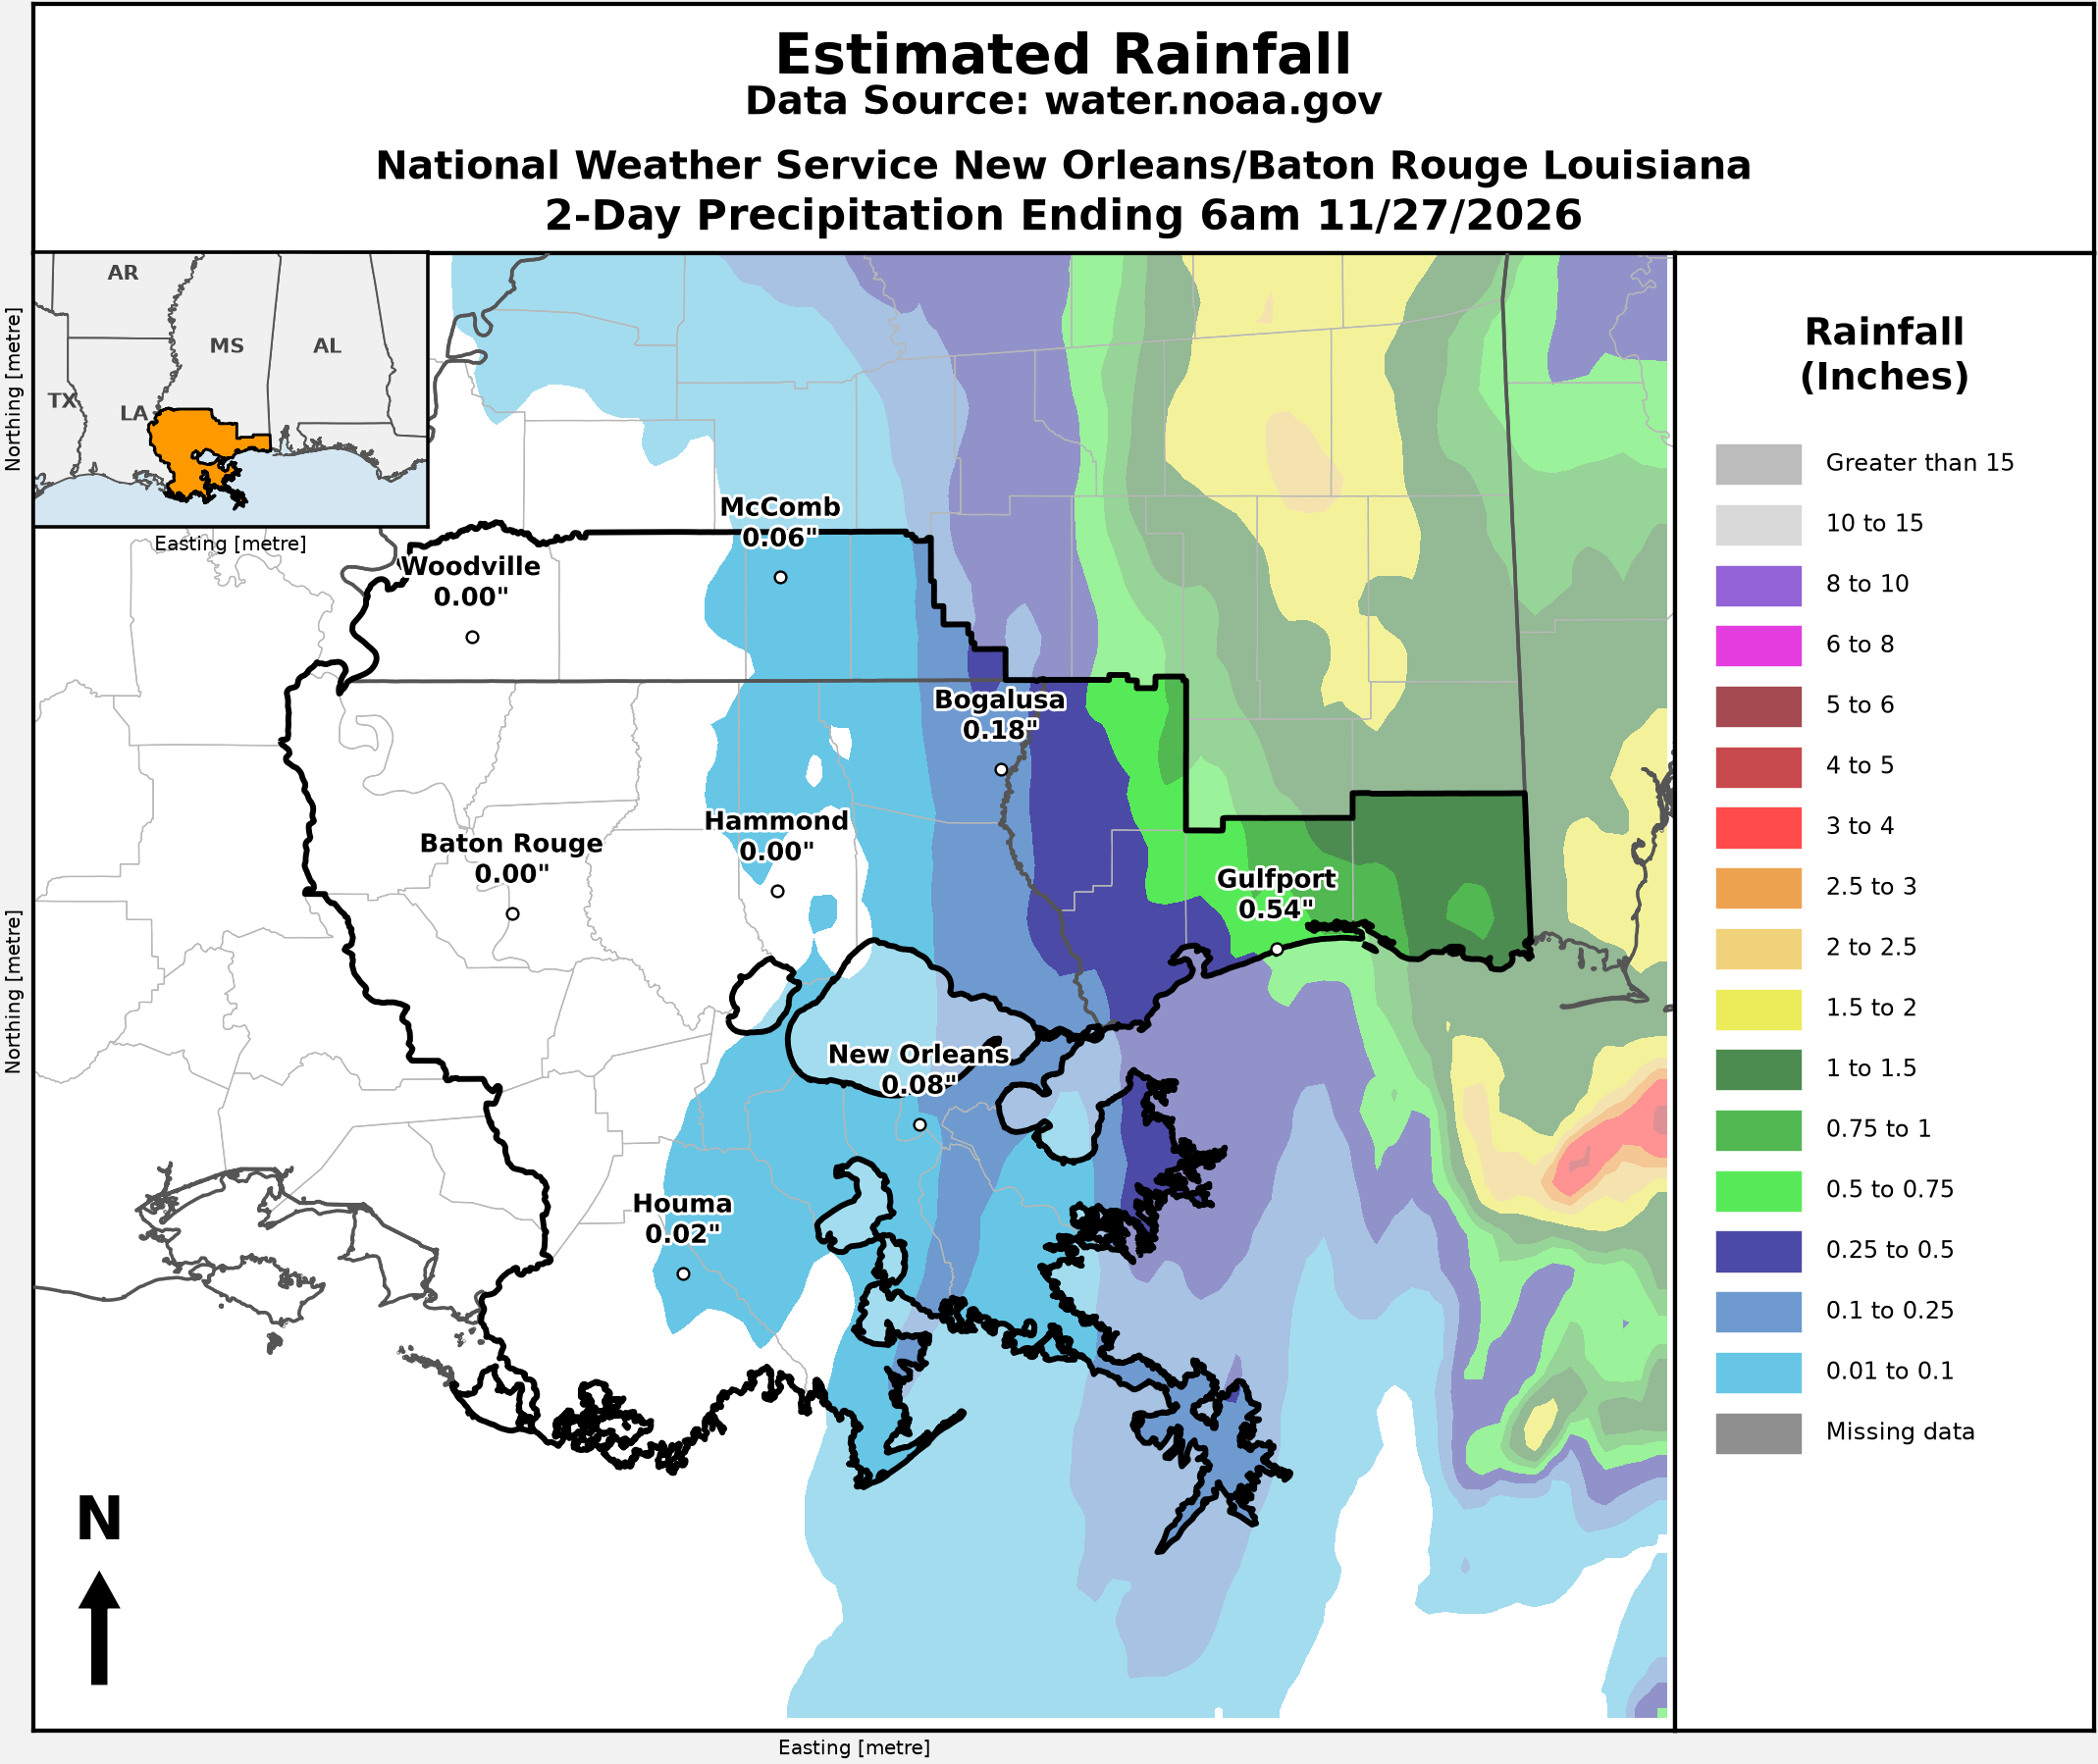 Estimated Rainfall
Data Source: water.noaa.gov
National Weather Service New Orleans/Baton Rouge Louisiana
2-Day Precipitation Ending 6am 11/27/2026
AR
MS
AL
TX
LA
Northing [metre]
Easting [metre]
McComb
0.06"
Woodville
0.00"
Bogalusa
0.18"
Hammond
0.00"
Baton Rouge
0.00"
Gulfport
0.54"
New Orleans
0.08"
Houma
0.02"
N
Northing [metre]
Easting [metre]
Rainfall
(Inches)
Greater than 15
10 to 15
8 to 10
6 to 8
5 to 6
4 to 5
3 to 4
2.5 to 3
2 to 2.5
1.5 to 2
1 to 1.5
0.75 to 1
0.5 to 0.75
0.25 to 0.5
0.1 to 0.25
0.01 to 0.1
Missing data